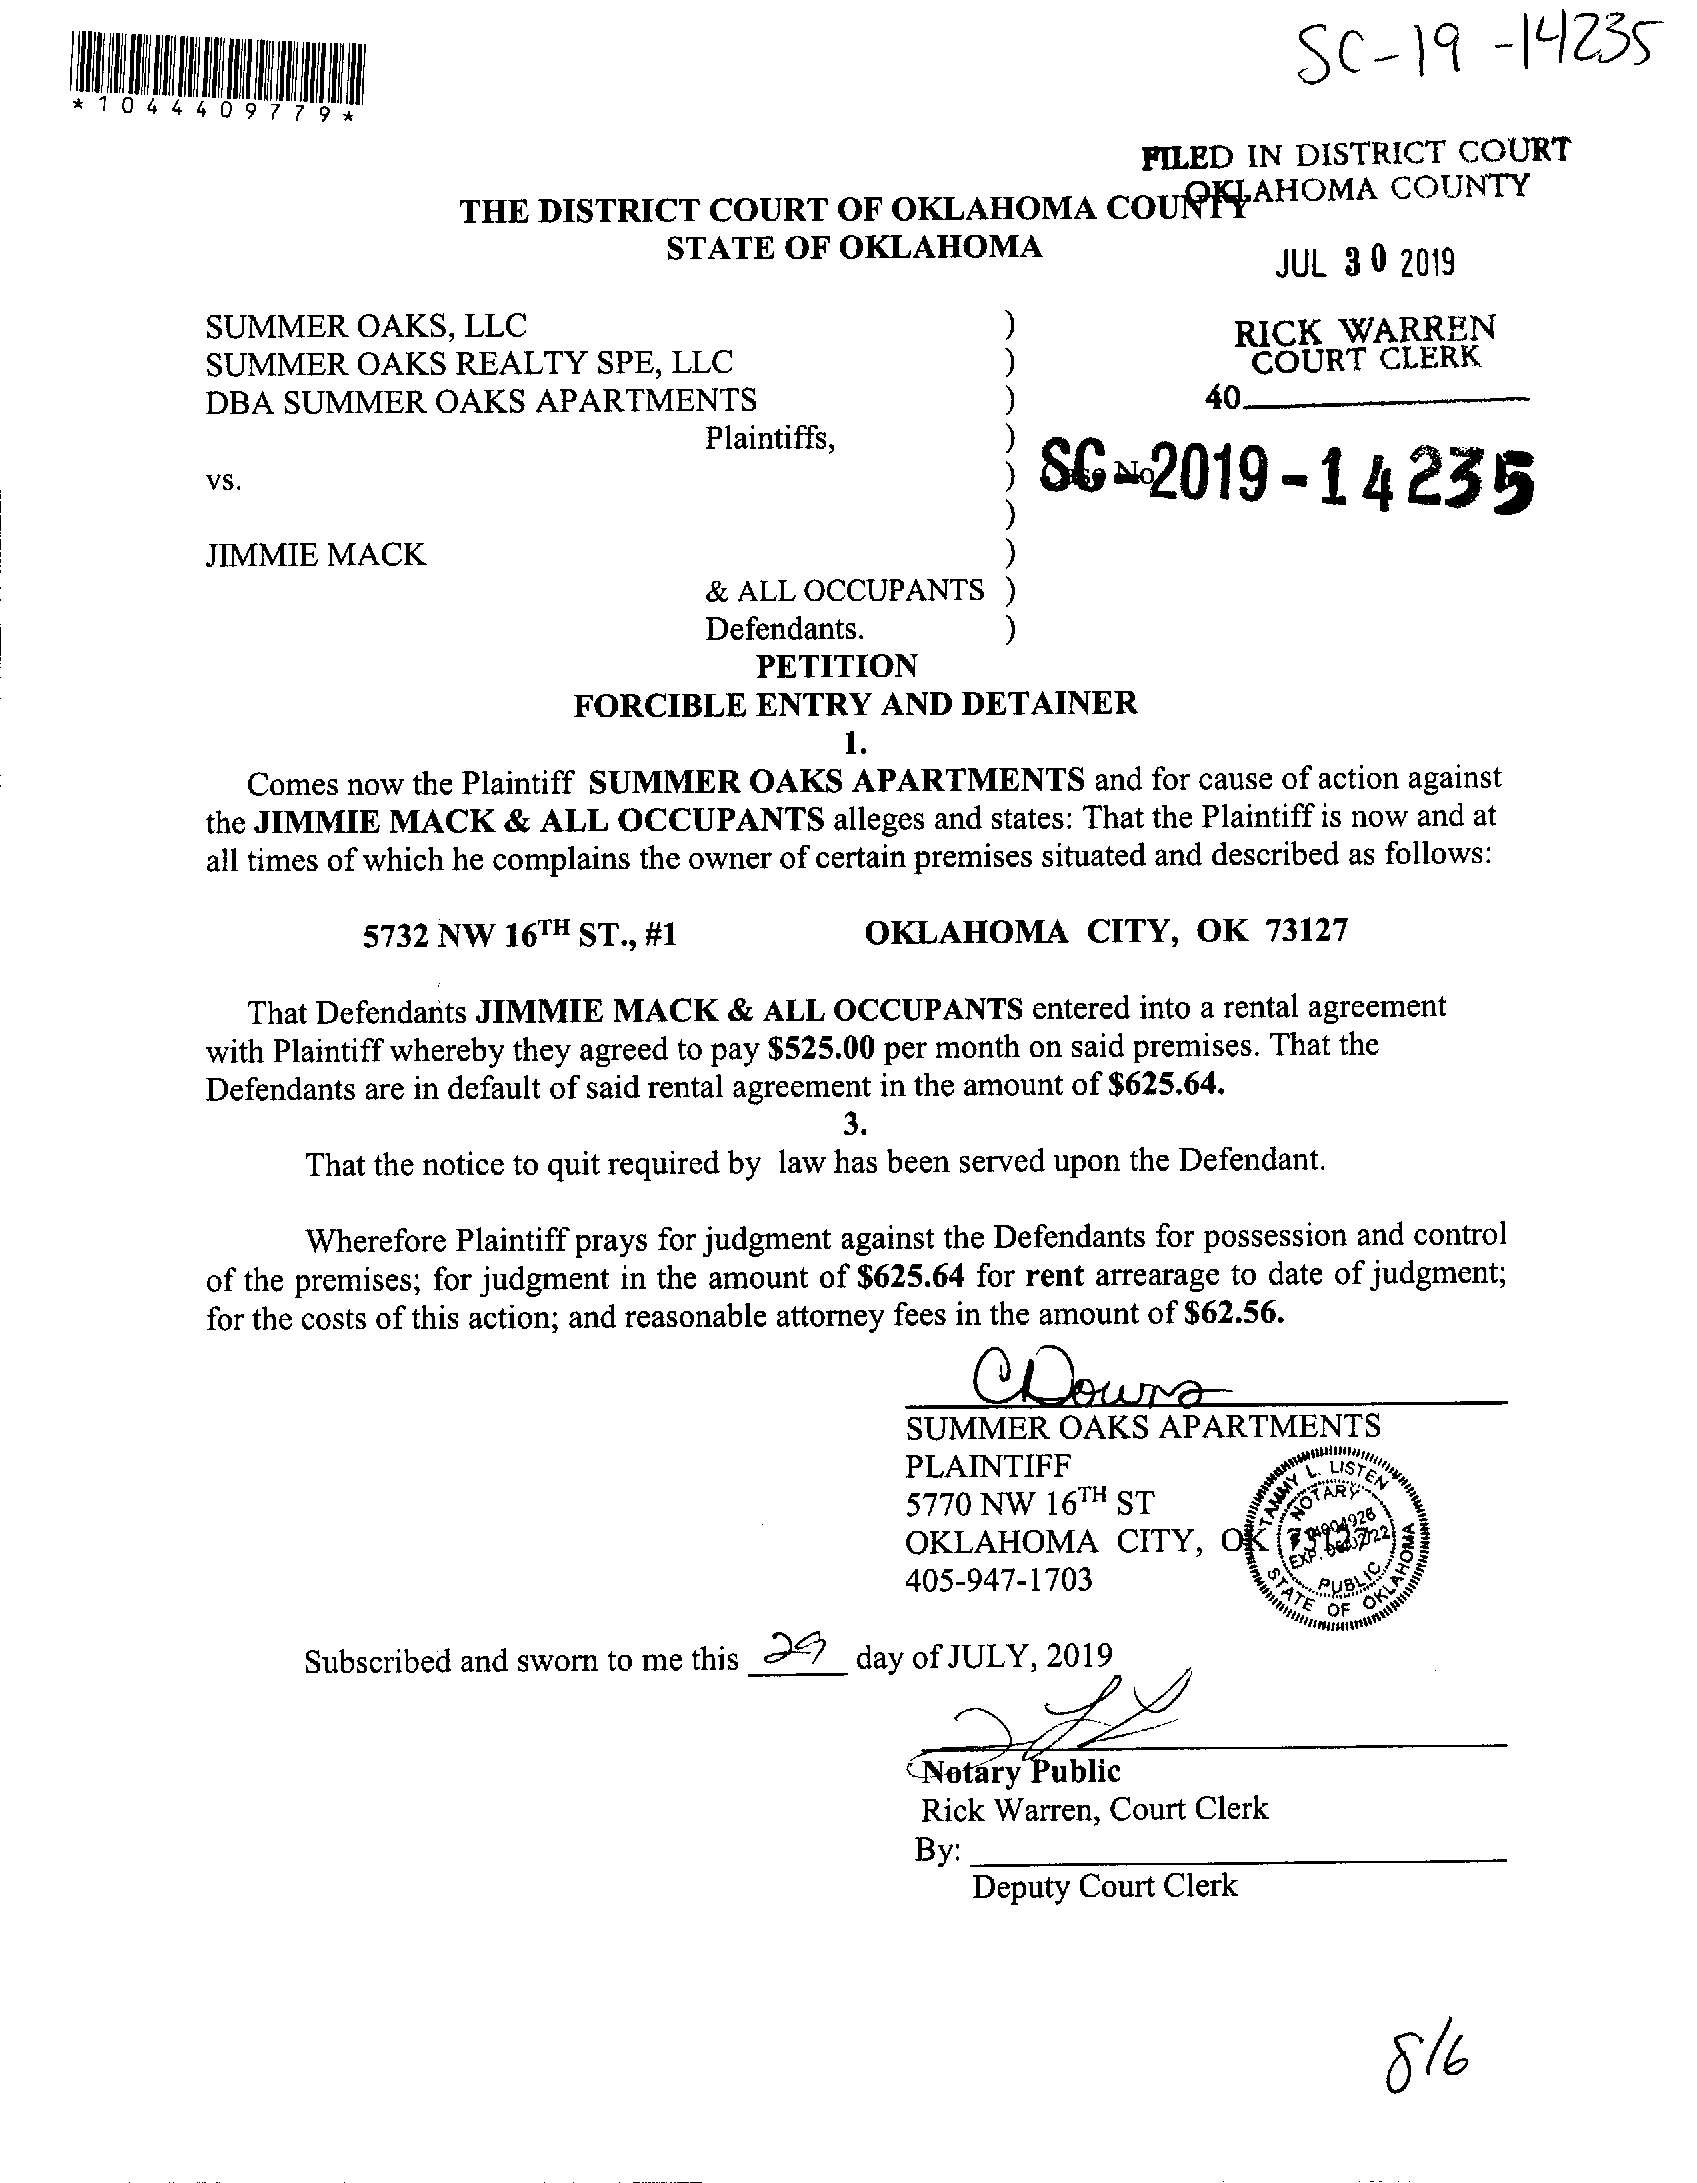 SC-19-14235
*1044409779*
FILED IN DISTRICT COURT
OKLAHOMA COUNTY
THE DISTRICT COURT OF OKLAHOMA COUNTY
STATE OF OKLAHOMA
JUL 30 2019
SUMMER OAKS, LLC )
RICK WARREN
SUMMER OAKS REALTY SPE, LLC )
COURT CLERK
DBA SUMMER OAKS APARTMENTS )
40
Plaintiffs, )
vs. ) SC-2019-14235
No
)
JIMMIE MACK )
& ALL OCCUPANTS )
Defendants. )
PETITION
FORCIBLE ENTRY AND DETAINER
1.
Comes now the Plaintiff SUMMER OAKS APARTMENTS and for cause of action against
the JIMMIE MACK & ALL OCCUPANTS alleges and states: That the Plaintiff is now and at
all times of which he complains the owner of certain premises situated and described as follows:
5732 NW 16TH ST., #1 OKLAHOMA CITY, OK 73127
That Defendants JIMMIE MACK & ALL OCCUPANTS entered into a rental agreement
with Plaintiff whereby they agreed to pay $525.00 per month on said premises. That the
Defendants are in default of said rental agreement in the amount of $625.64.
3.
That the notice to quit required by law has been served upon the Defendant.
Wherefore Plaintiff prays for judgment against the Defendants for possession and control
of the premises; for judgment in the amount of $625.64 for rent arrearage to date of judgment;
for the costs of this action; and reasonable attorney fees in the amount of $62.56.
CDowns
SUMMER OAKS APARTMENTS
PLAINTIFF
5770 NW 16TH ST
OKLAHOMA CITY, OK
405-947-1703
TAMMY L. LISTEN
NOTARY
EXP.
PUBLIC
STATE OF OKLAHOMA
Subscribed and sworn to me this 29 day of JULY, 2019
Notary Public
Rick Warren, Court Clerk
By:
Deputy Court Clerk
8/6